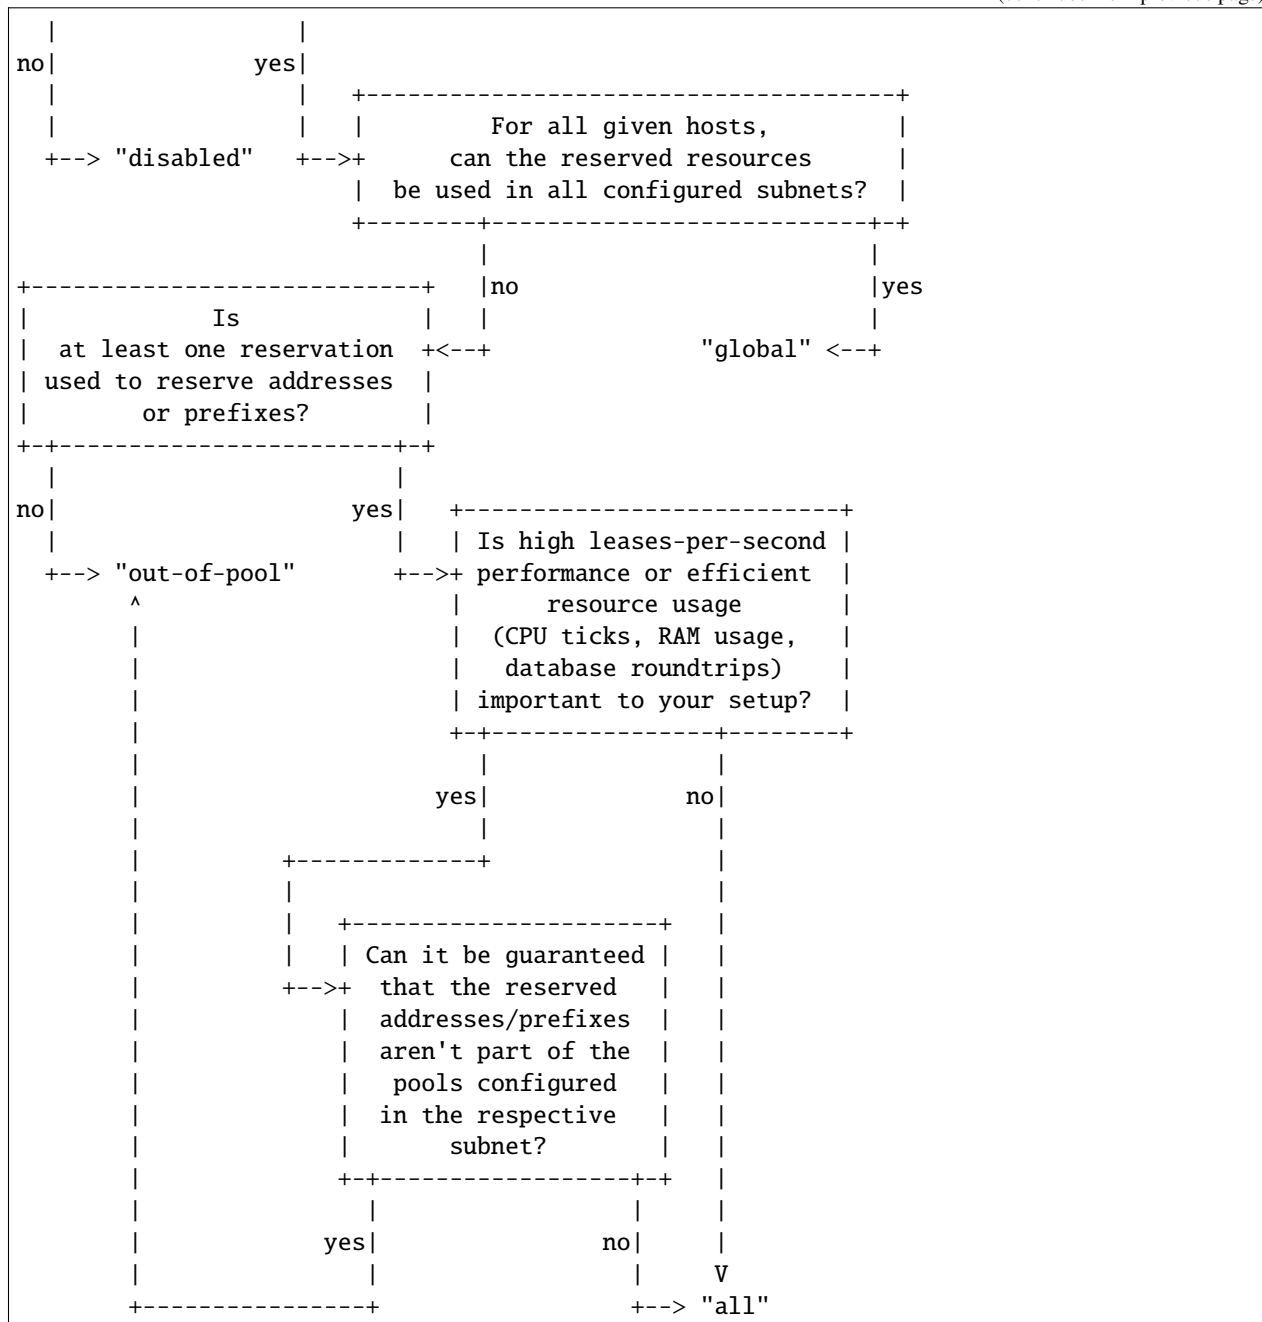 |                 |
no|              yes|
  |                 |   +--------------------------------------+
  |                 |   |         For all given hosts,         |
  +--> "disabled"   +-->+      can the reserved resources      |
                        |  be used in all configured subnets?  |
                        +--------+---------------------------+-+
                                 |                           |
+----------------------------+   |no                         |yes
|             Is             |   |                           |
|  at least one reservation  +<--+               "global" <--+
| used to reserve addresses  |
|        or prefixes?        |
+-+------------------------+-+
  |                        |
no|                     yes|   +---------------------------+
  |                        |   | Is high leases-per-second |
  +--> "out-of-pool"       +-->+ performance or efficient  |
        ^                      |      resource usage       |
        |                      |  (CPU ticks, RAM usage,   |
        |                      |   database roundtrips)    |
        |                      | important to your setup?  |
        |                      +-+----------------+--------+
        |                        |                |
        |                     yes|              no|
        |                        |                |
        |          +-------------+                |
        |          |                              |
        |          |   +----------------------+   |
        |          |   | Can it be guaranteed |   |
        |          +-->+  that the reserved   |   |
        |              |  addresses/prefixes  |   |
        |              |  aren't part of the  |   |
        |              |   pools configured   |   |
        |              |  in the respective   |   |
        |              |       subnet?        |   |
        |              +-+------------------+-+   |
        |                |                  |     |
        |             yes|                no|     |
        |                |                  |     V
        +----------------+                  +--> "all"